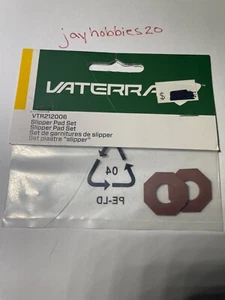 jayhobbies20
VATERRA
$
VTR212006
Slipper Pad Set
Slipper Pad Set
Set de garnitures de slipper
Set piastre "slipper"
04
PE-LD